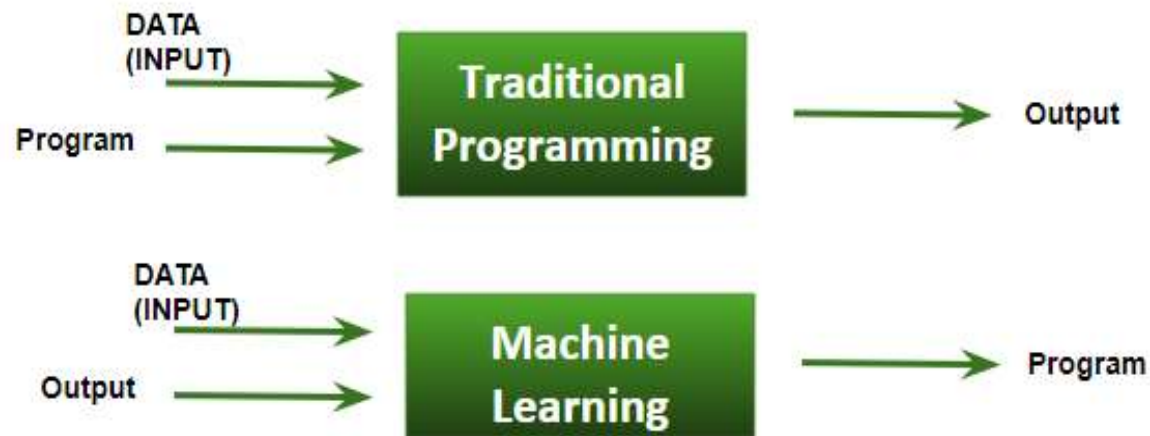 DATA
(INPUT)
Program
Traditional
Programming
Output
DATA
(INPUT)
Output
Machine
Learning
Program